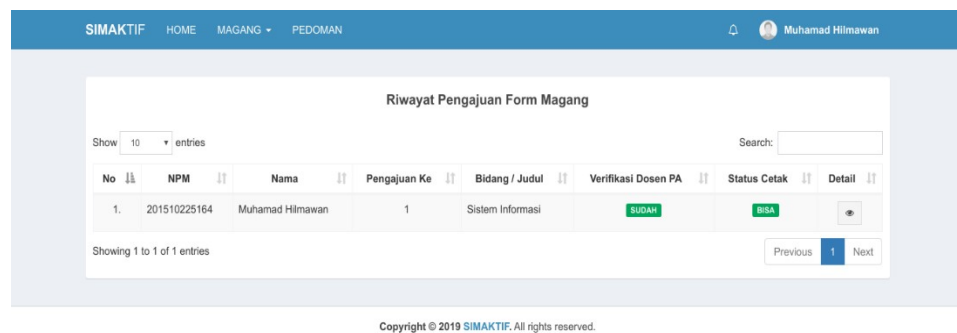 SIMAKTIF HOME MAGANG PEDOMAN Muhamad Hilmawan
Riwayat Pengajuan Form Magang
Show 10 entries Search:
No NPM Nama Pengajuan Ke Bidang / Judul Verifikasi Dosen PA Status Cetak Detail
1. 201510225164 Muhamad Hilmawan 1 Sistem Informasi SUDAH BISA
Showing 1 to 1 of 1 entries Previous 1 Next
Copyright © 2019 SIMAKTIF. All rights reserved.